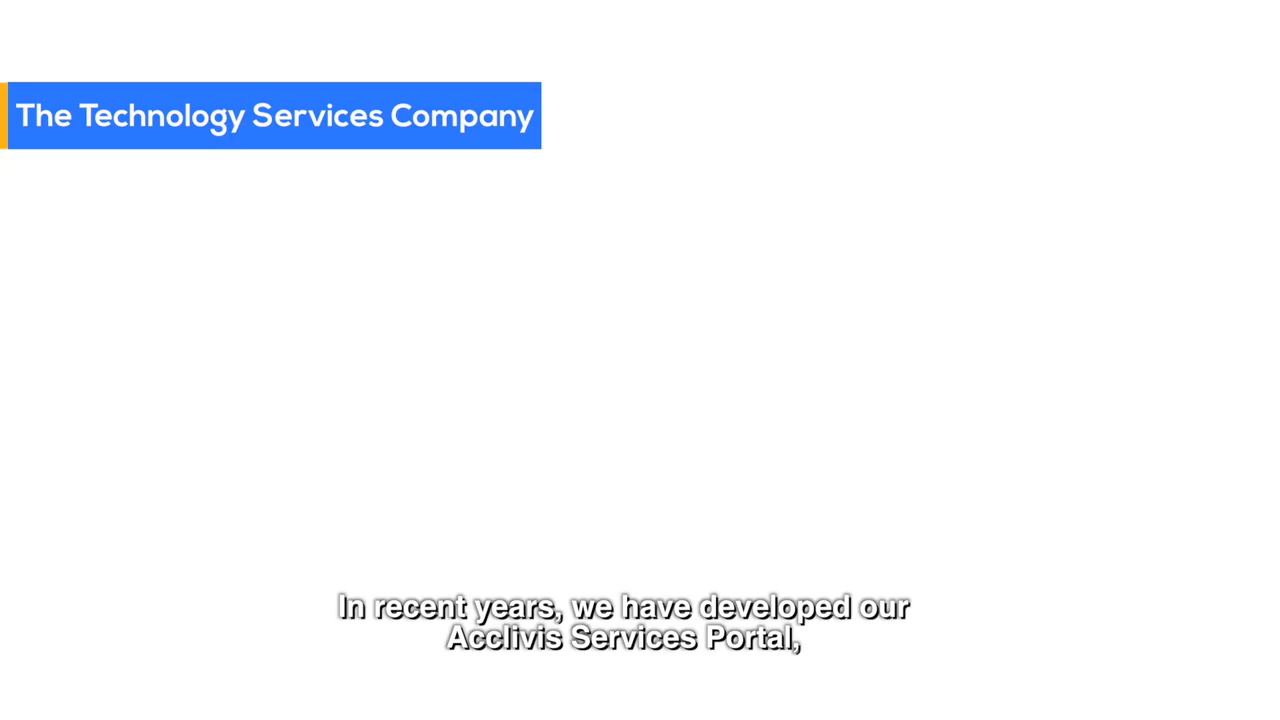 The Technology Services Company
In recent years, we have developed our
Acclivis Services Portal,